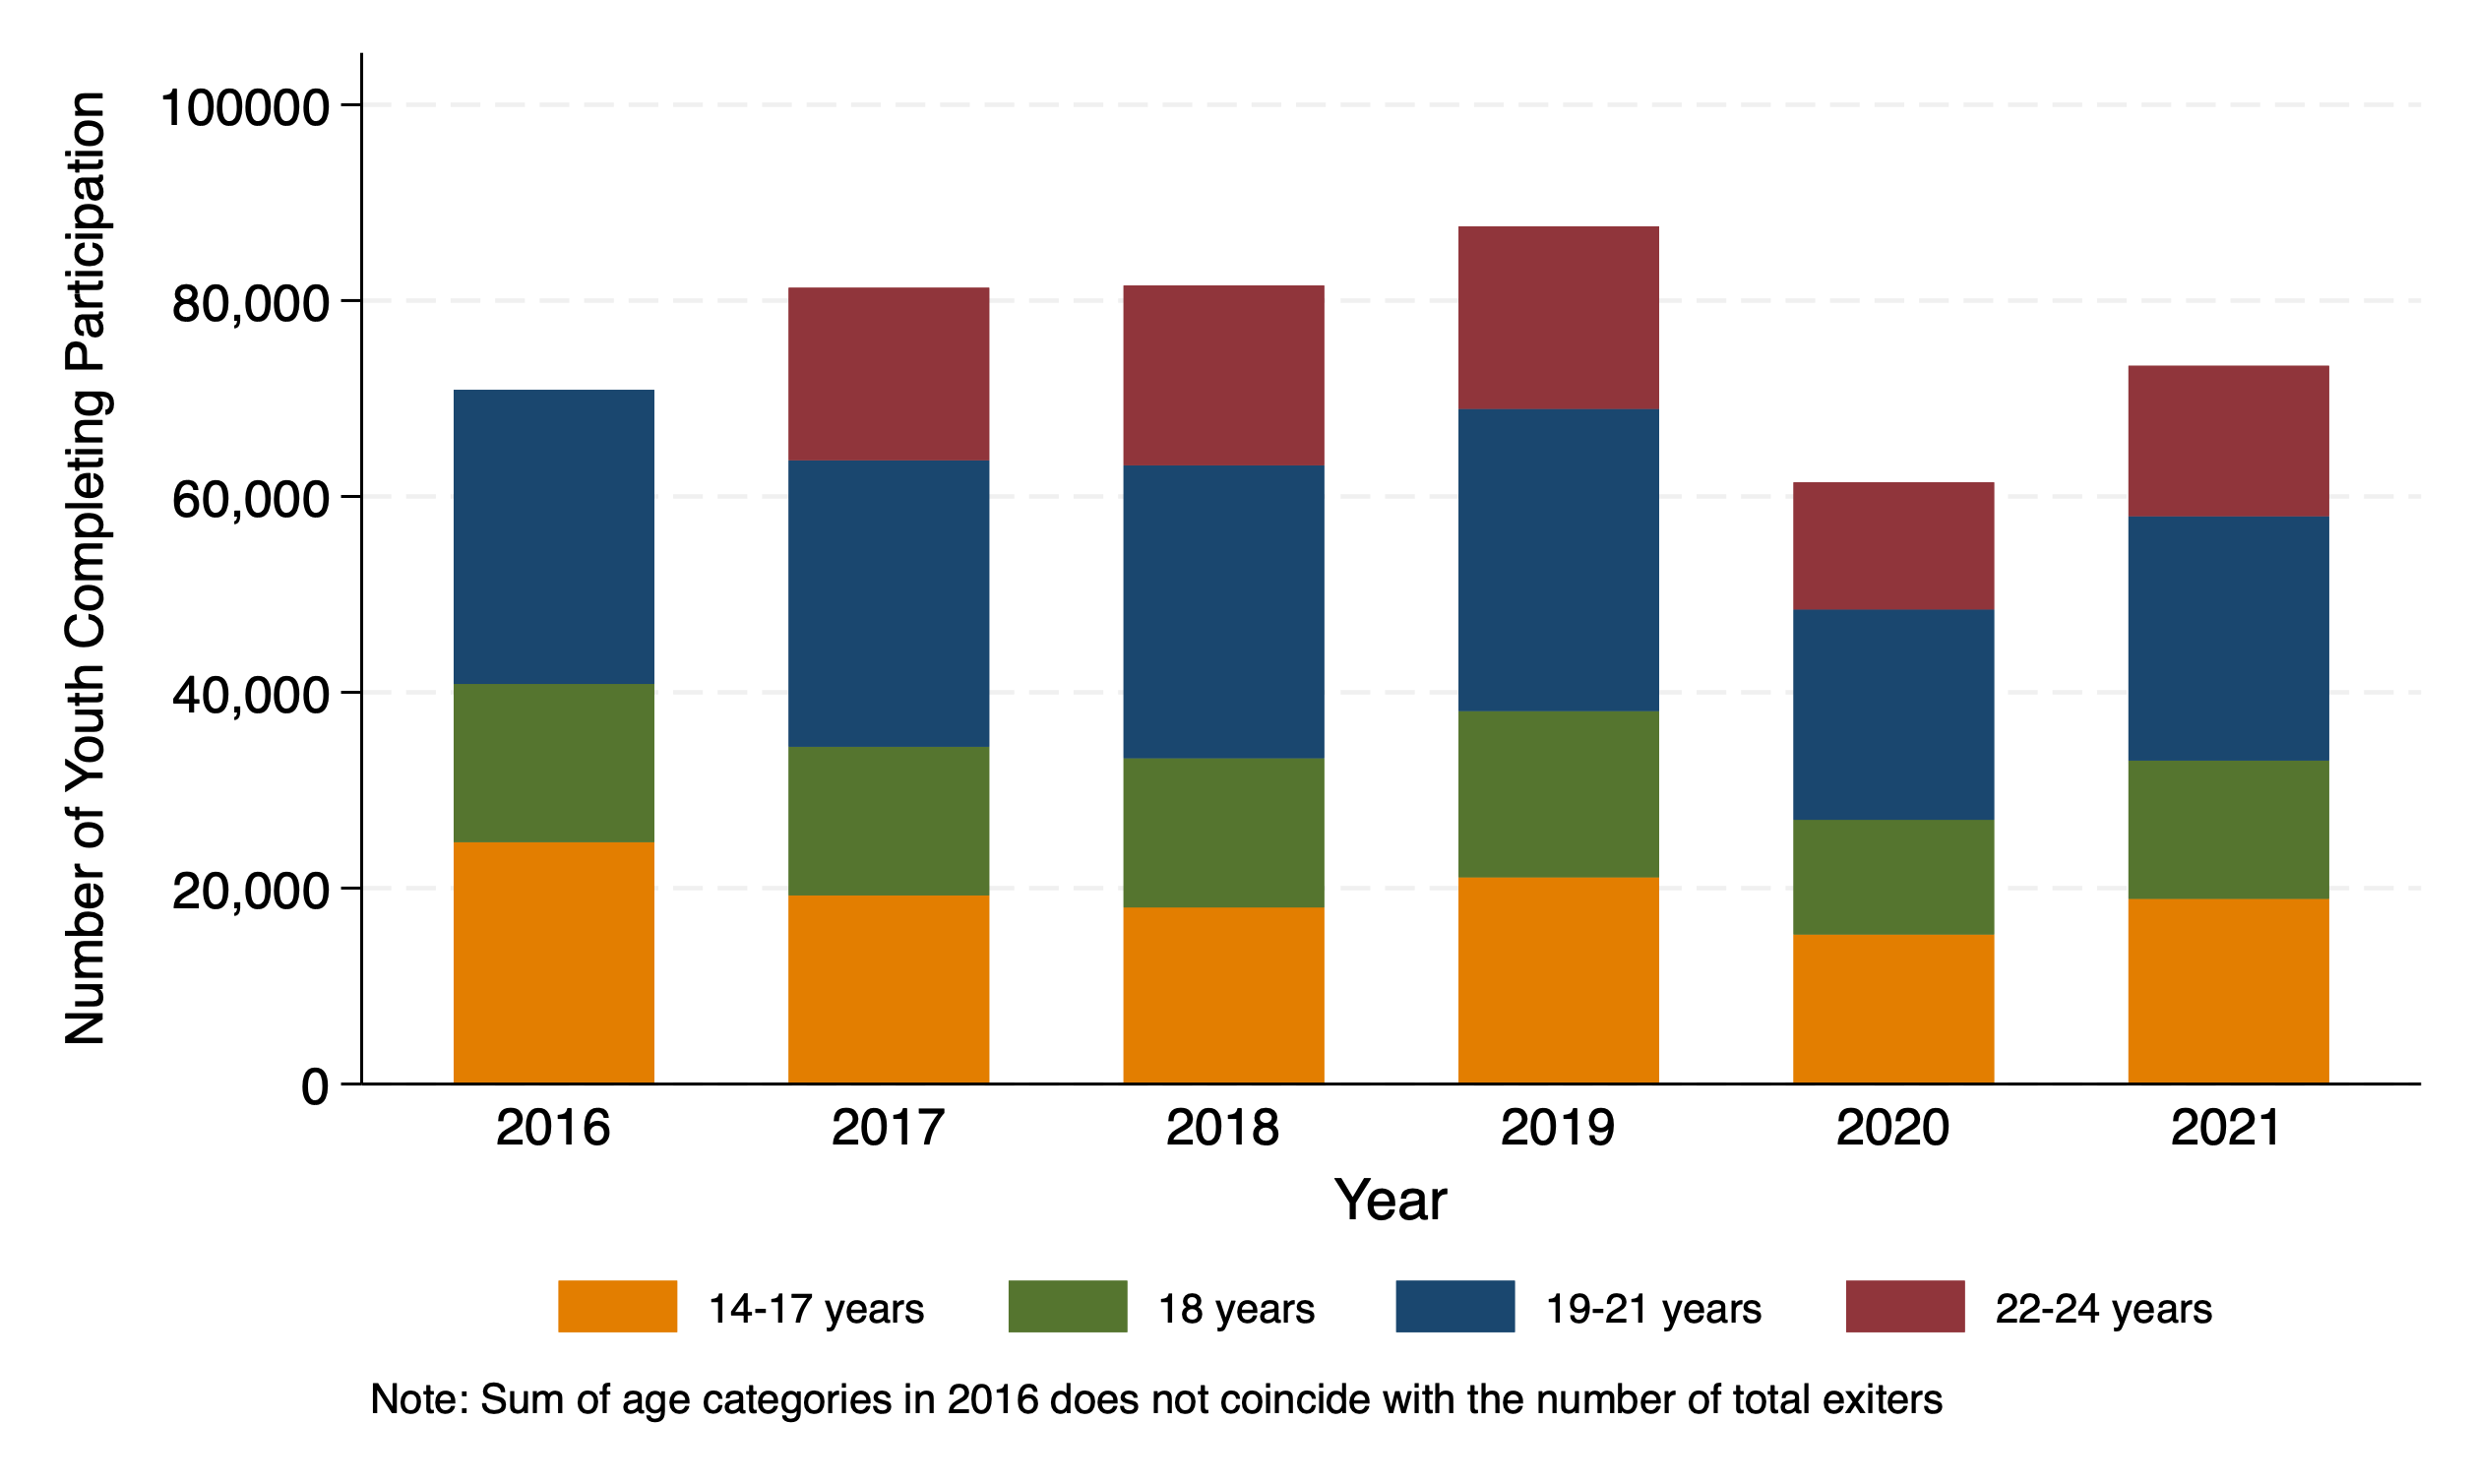 Number of Youth Completing Participation
100000
80,000
60,000
40,000
20,000
0
2016 2017 2018 2019 2020 2021
Year
14-17 years 18 years 19-21 years 22-24 years
Note: Sum of age categories in 2016 does not coincide with the number of total exiters